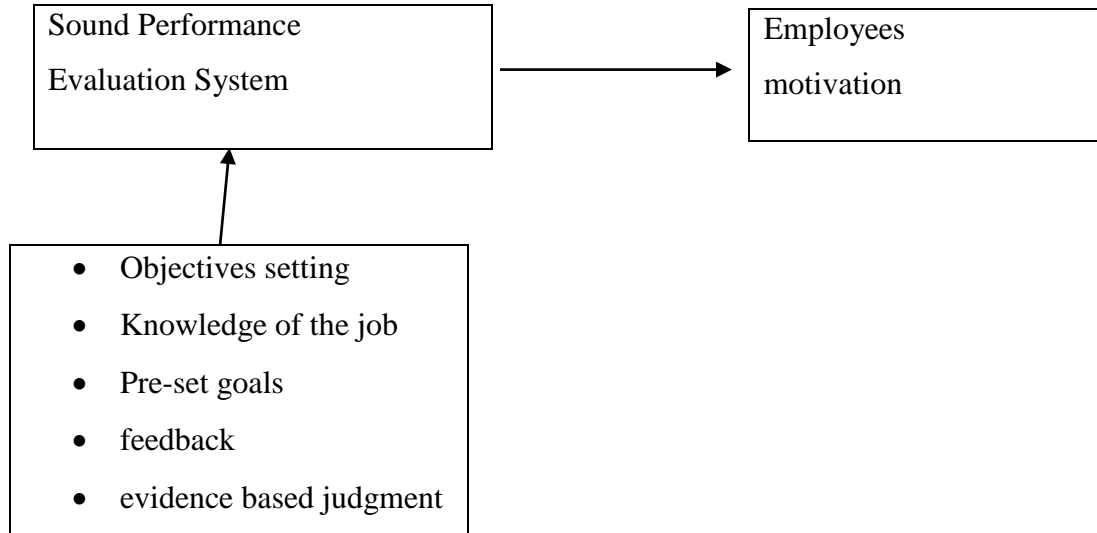 Sound Performance
Evaluation System
Employees
motivation
• Objectives setting
• Knowledge of the job
• Pre-set goals
• feedback
• evidence based judgment